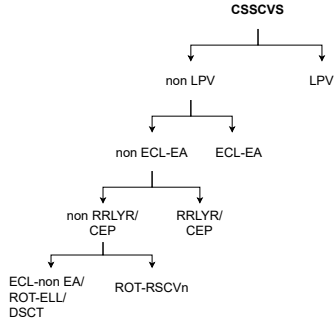 CSSCVS
non LPV
LPV
non ECL-EA
ECL-EA
non RRLYR/
CEP
RRLYR/
CEP
ECL-non EA/
ROT-ELL/
DSCT
ROT-RSCVn